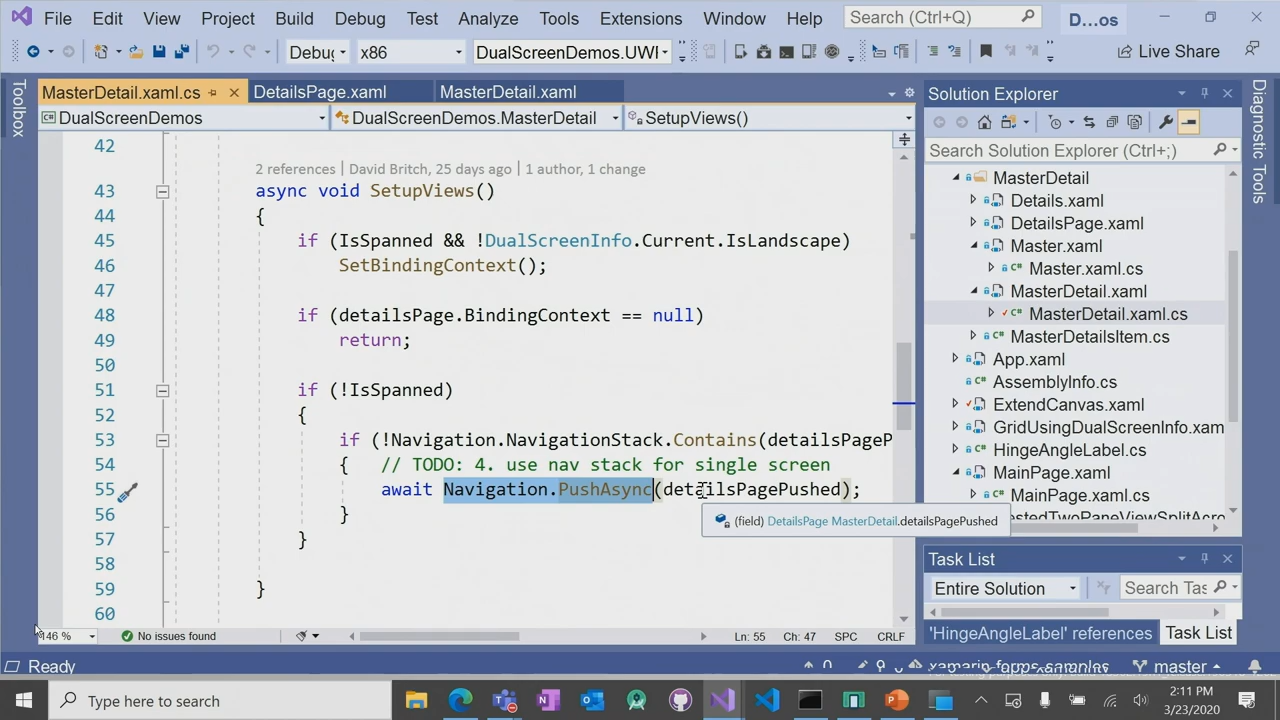 File Edit View Project Build Debug Test Analyze Tools Extensions Window Help Search (Ctrl+Q) D...os
Debug x86 DualScreenDemos.UWI Live Share
Toolbox
MasterDetail.xaml.cs DetailsPage.xaml MasterDetail.xaml
DualScreenDemos DualScreenDemos.MasterDetail SetupViews()
42
2 references | David Britch, 25 days ago | 1 author, 1 change
43 async void SetupViews()
44 {
45 if (IsSpanned && !DualScreenInfo.Current.IsLandscape)
46 SetBindingContext();
47
48 if (detailsPage.BindingContext == null)
49 return;
50
51 if (!IsSpanned)
52 {
53 if (!Navigation.NavigationStack.Contains(detailsPageP
54 { // TODO: 4. use nav stack for single screen
55 await Navigation.PushAsync(detailsPagePushed);
(field) DetailsPage MasterDetail.detailsPagePushed
56 }
57 }
58
59 }
60
146 % No issues found Ln: 55 Ch: 47 SPC CRLF
Solution Explorer
Search Solution Explorer (Ctrl+;)
MasterDetail
Details.xaml
DetailsPage.xaml
Master.xaml
Master.xaml.cs
MasterDetail.xaml
MasterDetail.xaml.cs
MasterDetailsItem.cs
App.xaml
AssemblyInfo.cs
ExtendCanvas.xaml
GridUsingDualScreenInfo.xam
HingeAngleLabel.cs
MainPage.xaml
MainPage.xaml.cs
NestedTwoPaneViewSplitAcro
Task List
Entire Solution Search Tas
'HingeAngleLabel' references Task List
Diagnostic Tools
Ready 0 9 xamarin-forms-samples master
Type here to search
2:11 PM
3/23/2020